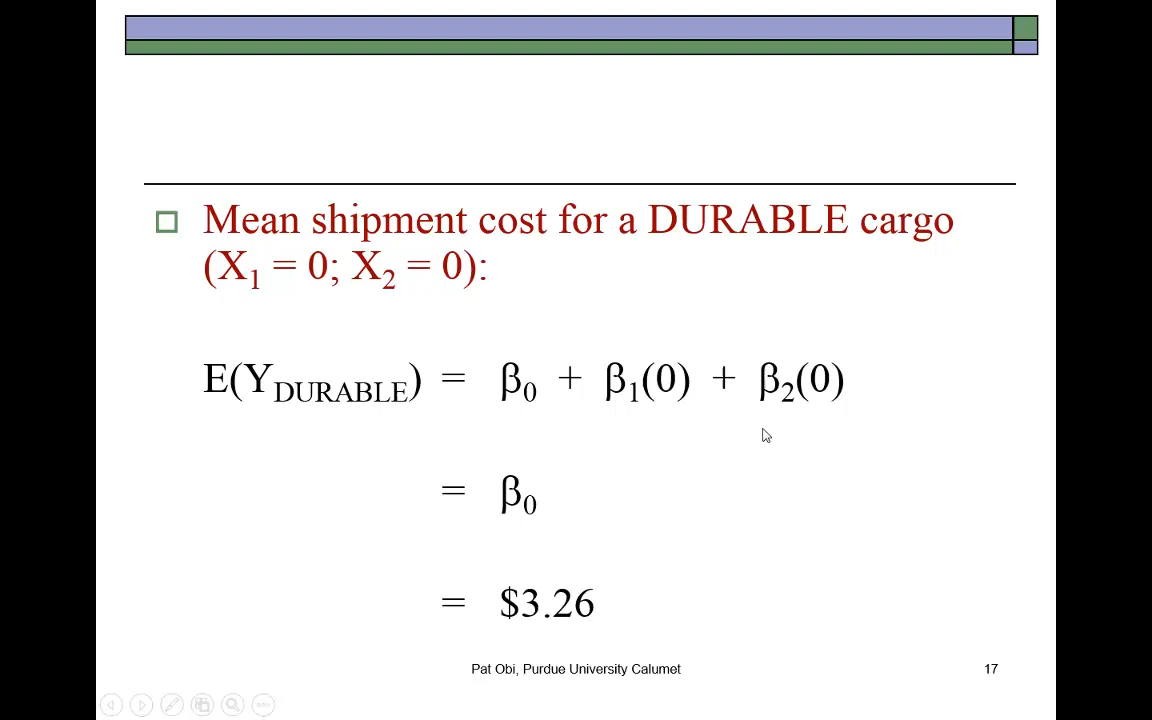 Mean shipment cost for a DURABLE cargo
(X₁ = 0; X₂ = 0):
E(Y_DURABLE) = β₀ + β₁(0) + β₂(0)
= β₀
= $3.26
Pat Obi, Purdue University Calumet 17